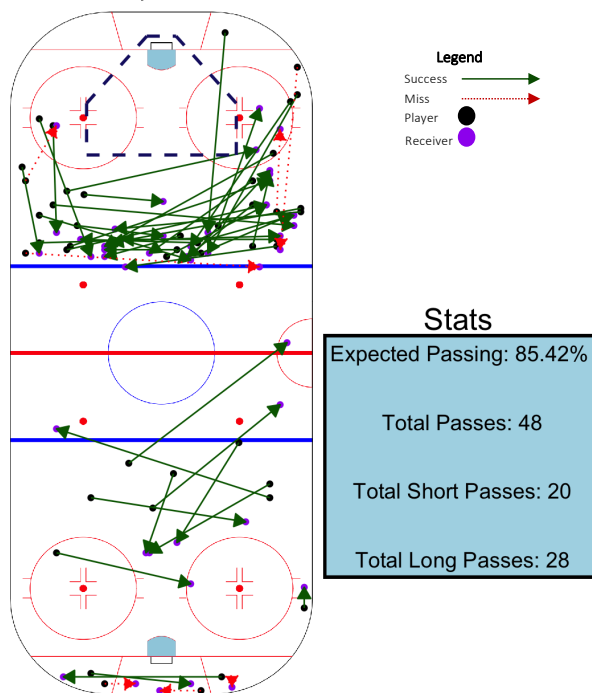 Legend
Success
Miss
Player
Receiver
Stats
Expected Passing: 85.42%
Total Passes: 48
Total Short Passes: 20
Total Long Passes: 28